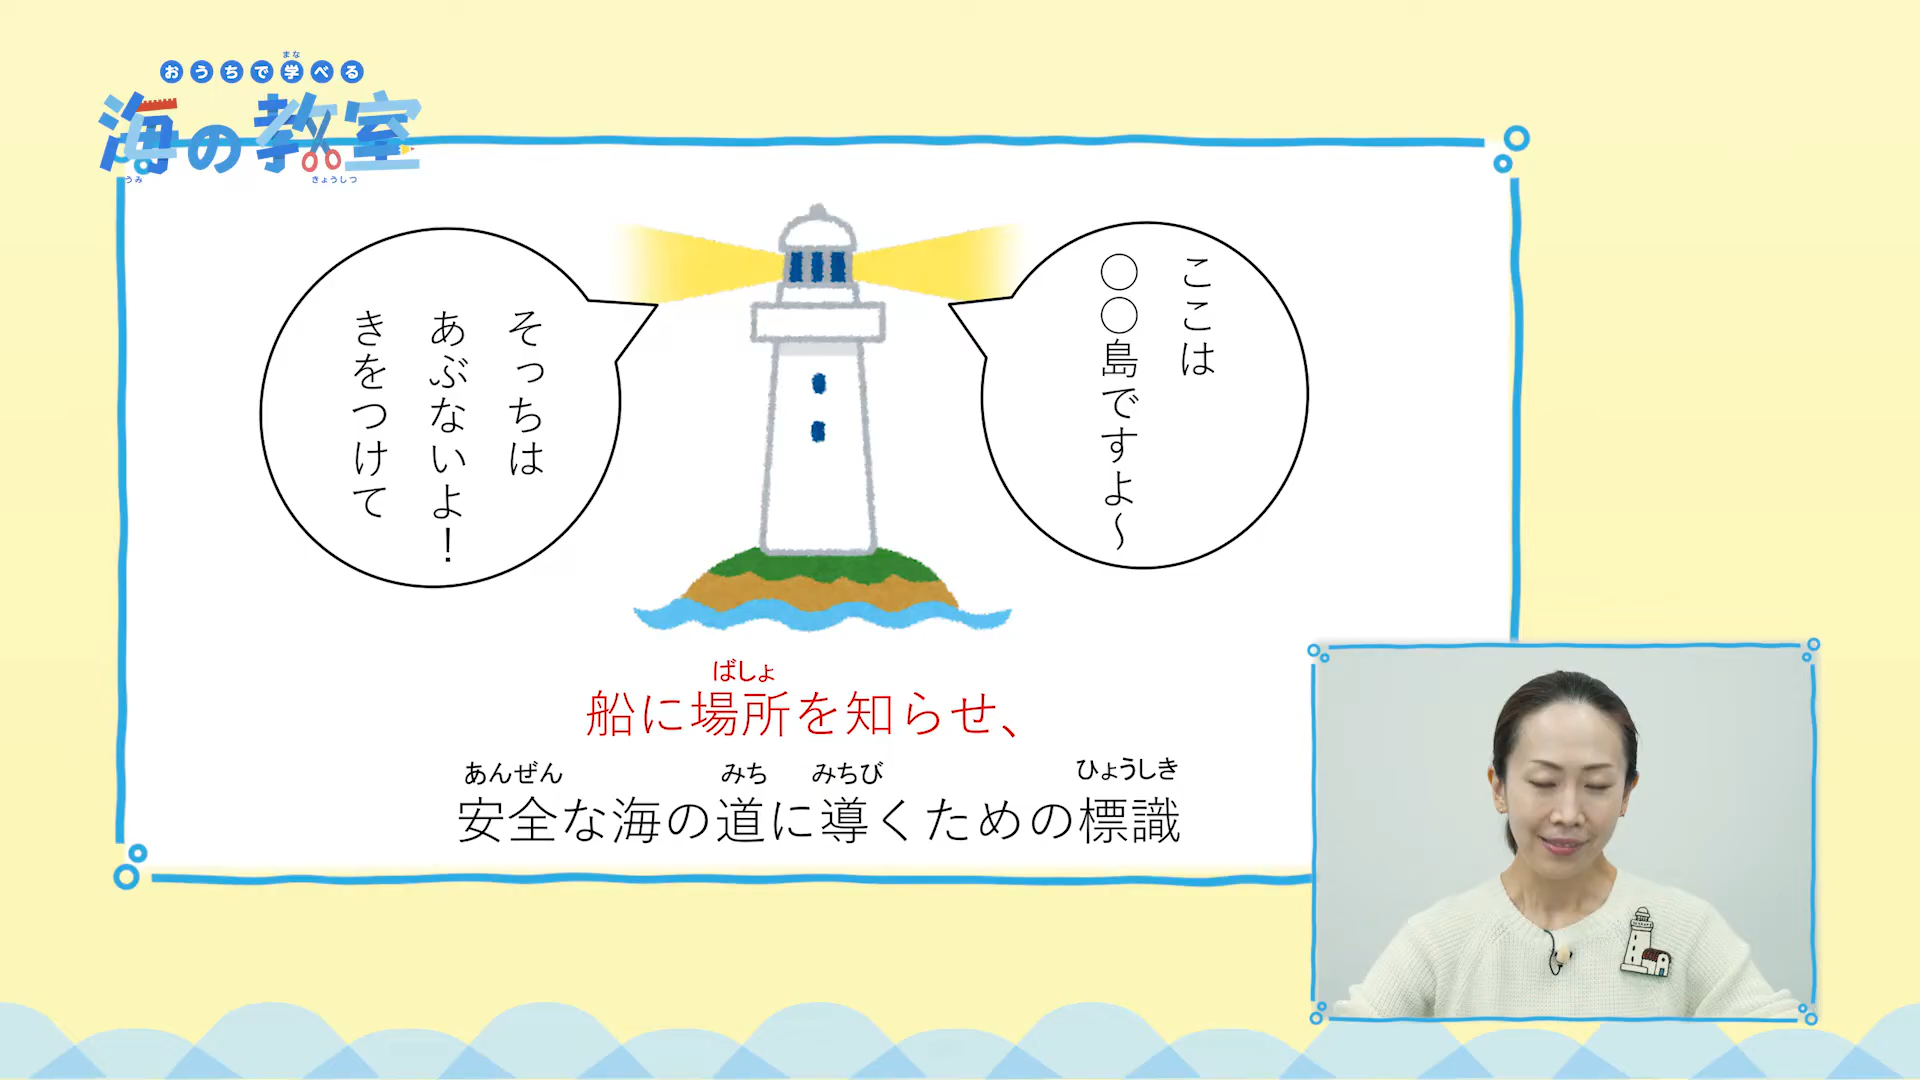 まな
おうちで学べる
海の教室
うみ
きょうしつ
ここは
〇〇島ですよ～
そっちは
あぶないよ！
きをつけて
ばしょ
船に場所を知らせ、
あんぜん みち みちび ひょうしき
安全な海の道に導くための標識